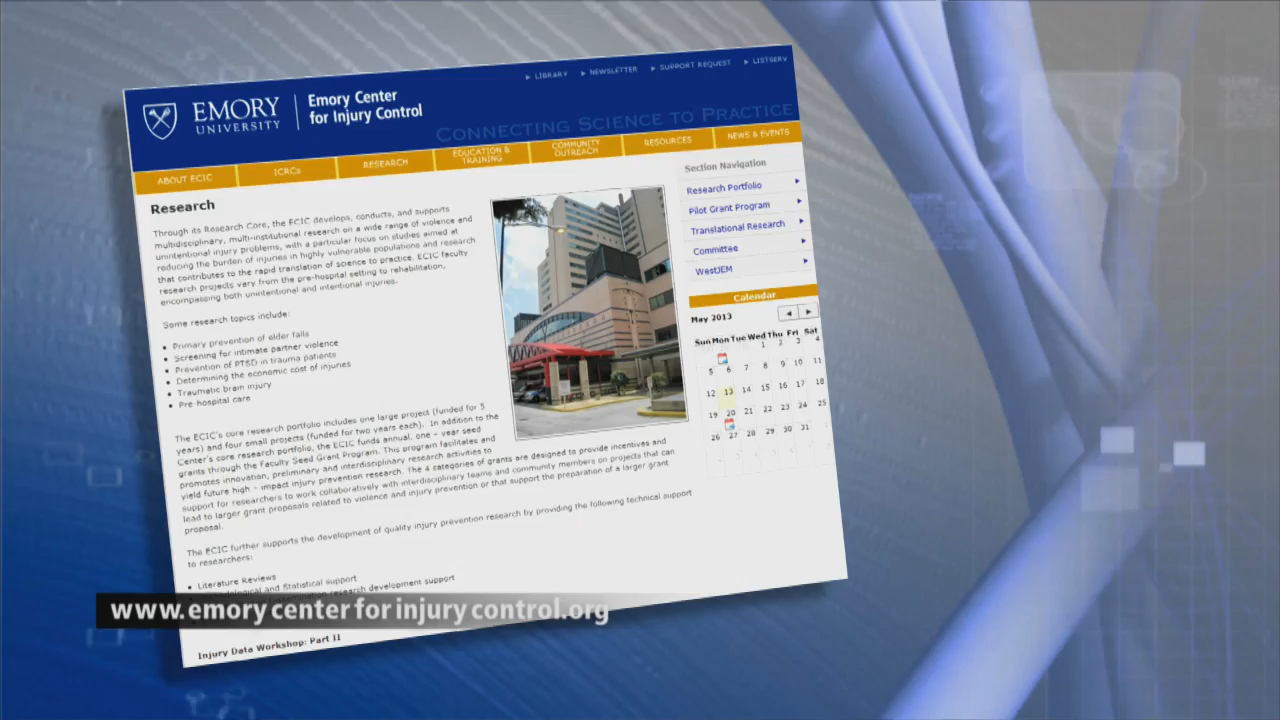 LIBRARY NEWSLETTER SUPPORT REQUEST LISTSERV
EMORY
UNIVERSITY
Emory Center
for Injury Control
CONNECTING SCIENCE TO PRACTICE
ABOUT ECIC
ICRCs
RESEARCH
EDUCATION &
TRAINING
COMMUNITY
OUTREACH
RESOURCES
NEWS & EVENTS
Research
Through its Research Core, the ECIC develops, conducts, and supports
multidisciplinary, multi-institutional research on a wide range of violence and
unintentional injury problems, with a particular focus on studies aimed at
reducing the burden of injuries in highly vulnerable populations and research
that contributes to the rapid translation of science to practice. ECIC faculty
research projects vary from the pre-hospital setting to rehabilitation,
encompassing both unintentional and intentional injuries.
Some research topics include:
• Primary prevention of elder falls
• Screening for intimate partner violence
• Prevention of PTSD in trauma patients
• Determining the economic cost of injuries
• Traumatic brain injury
• Pre-hospital care
The ECIC's core research portfolio includes one large project (funded for 5
years) and four small projects (funded for two years each). In addition to the
Center's core research portfolio, the ECIC funds annual, one - year seed
grants through the Faculty Seed Grant Program. This program facilitates and
promotes innovation, preliminary and interdisciplinary research activities to
yield future high - impact injury prevention research. The 4 categories of grants are designed to provide incentives and
support for researchers to work collaboratively with interdisciplinary teams and community members on projects that can
lead to larger grant proposals related to violence and injury prevention or that support the preparation of a larger grant
proposal.
The ECIC further supports the development of quality injury prevention research by providing the following technical support
to researchers:
• Literature Reviews
and Statistical support
research development support
Injury Data Workshop: Part II
Section Navigation
Research Portfolio
Pilot Grant Program
Translational Research
Committee
WestJEM
Calendar
May 2013
Sun Mon Tue Wed Thu Fri Sat
1 2 3 4
5 6 7 8 9 10 11
12 13 14 15 16 17 18
19 20 21 22 23 24 25
26 27 28 29 30 31
www.emorycenterforinjurycontrol.org